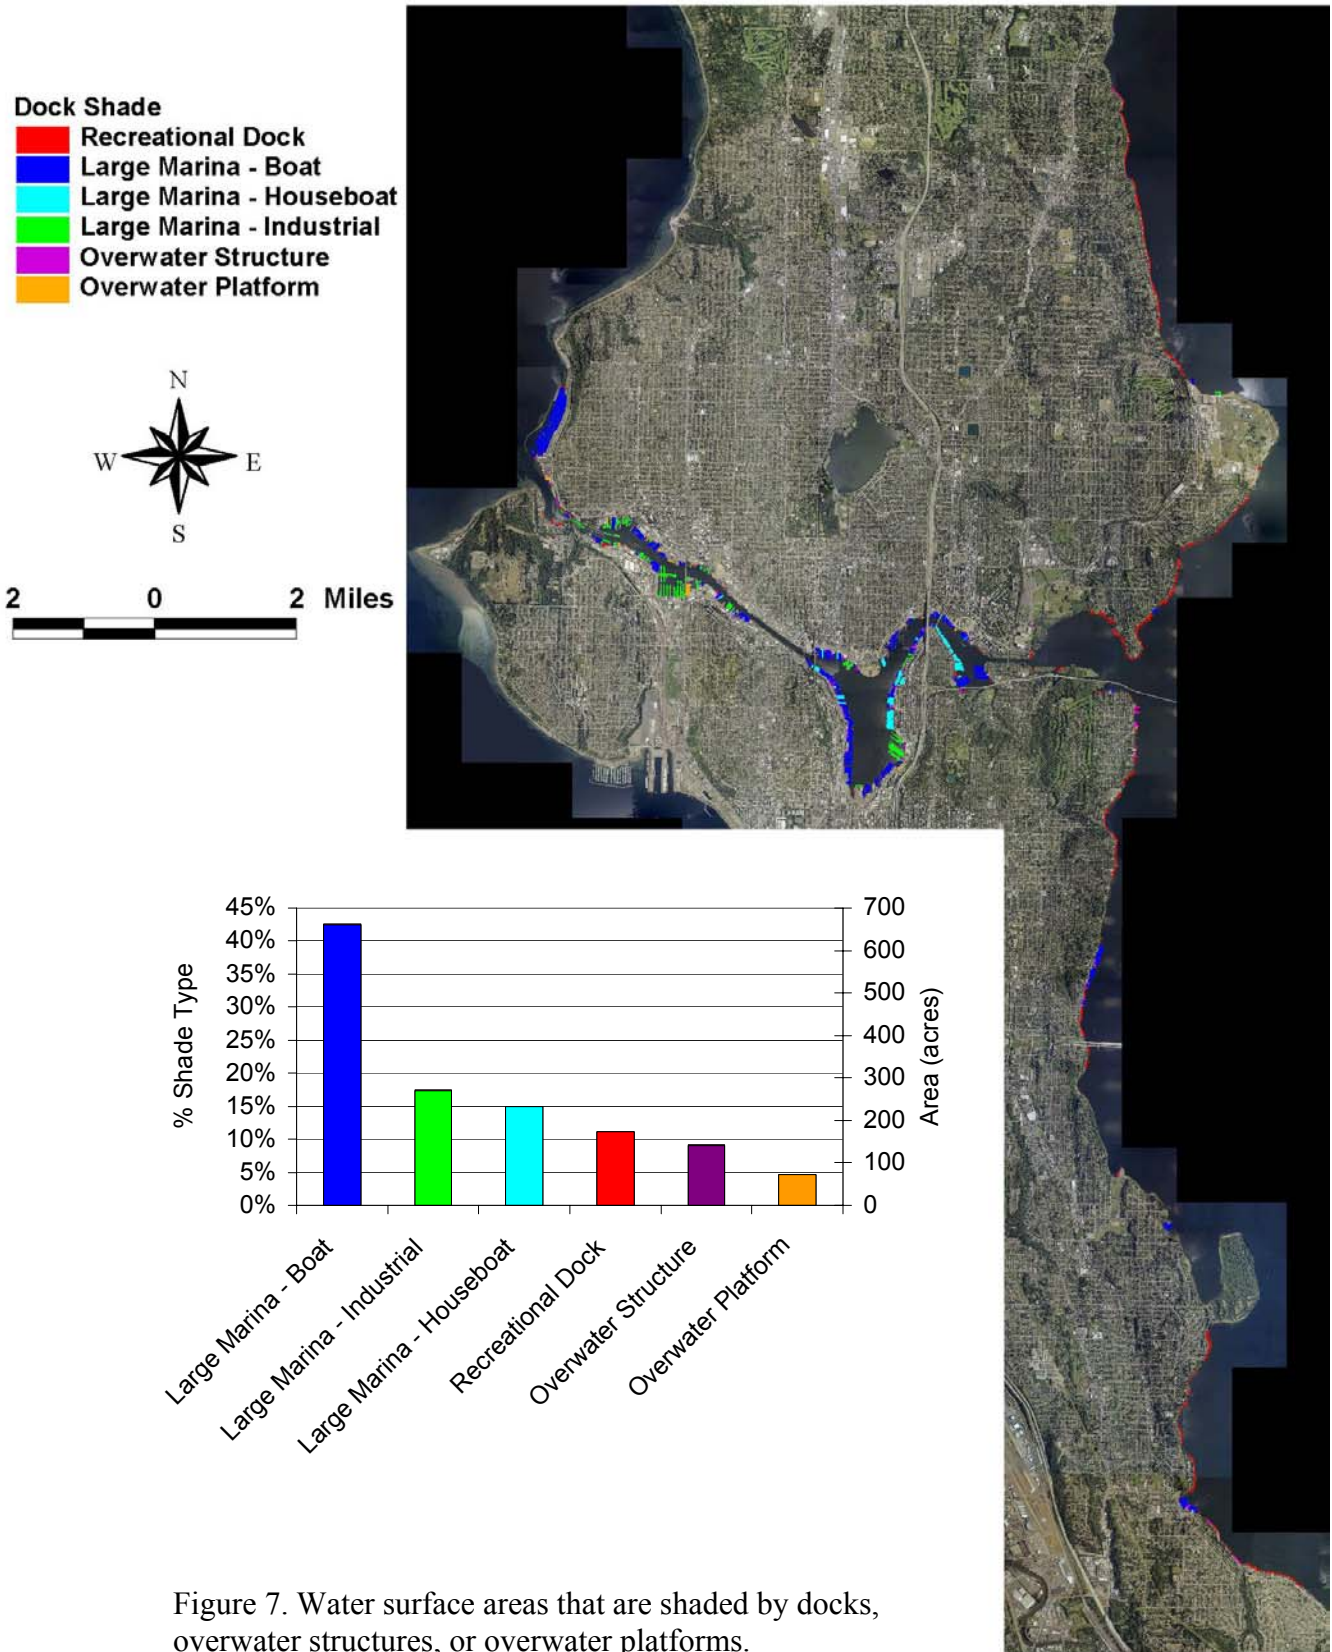 Dock Shade
Recreational Dock
Large Marina - Boat
Large Marina - Houseboat
Large Marina - Industrial
Overwater Structure
Overwater Platform
N
W E
S
2 0 2 Miles
45%
40%
35%
30%
25%
20%
15%
10%
5%
0%
% Shade Type
700
600
500
400
300
200
100
0
Area (acres)
Large Marina - Boat
Large Marina - Industrial
Large Marina - Houseboat
Recreational Dock
Overwater Structure
Overwater Platform
Figure 7. Water surface areas that are shaded by docks,
overwater structures, or overwater platforms.